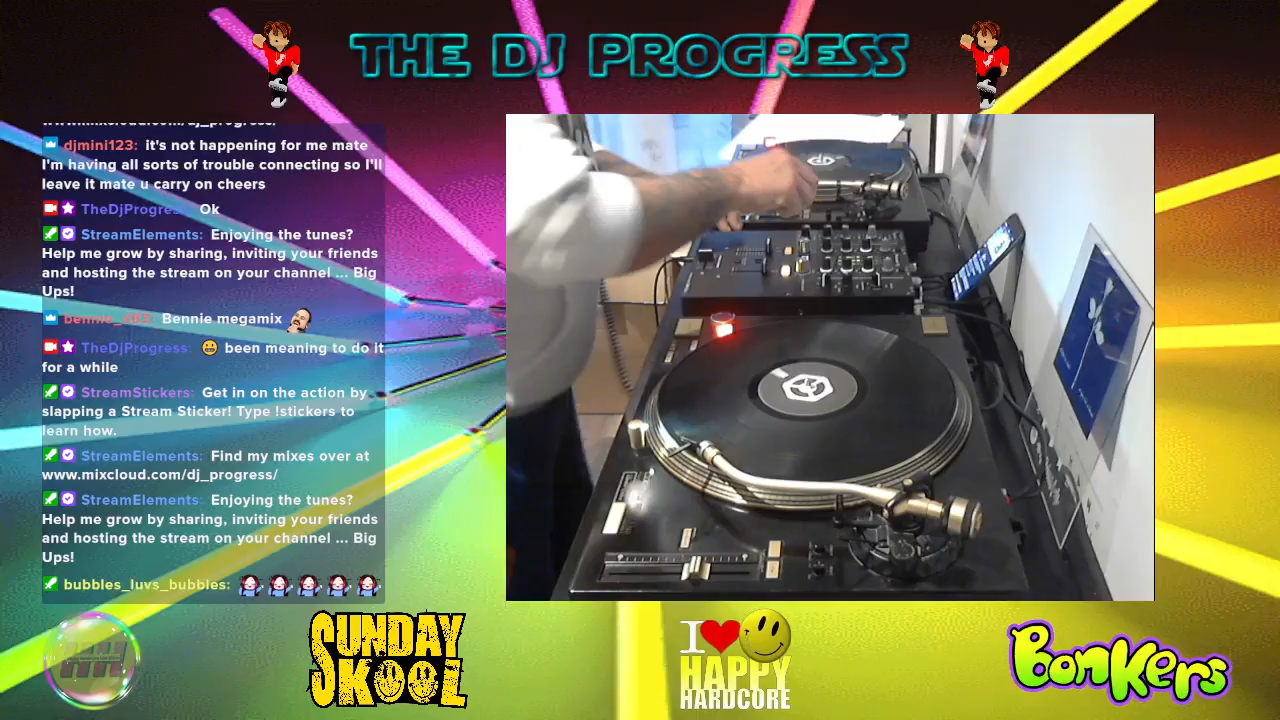 THE DJ PROGRESS
www.mixcloud.com/dj_progress/
djmini123: it's not happening for me mate
I'm having all sorts of trouble connecting so I'll
leave it mate u carry on cheers
TheDjProgress: Ok
StreamElements: Enjoying the tunes?
Help me grow by sharing, inviting your friends
and hosting the stream on your channel ... Big
Ups!
Bennie megamix
TheDjProgress: been meaning to do it
for a while
StreamStickers: Get in on the action by
slapping a Stream Sticker! Type !stickers to
learn how.
StreamElements: Find my mixes over at
www.mixcloud.com/dj_progress/
StreamElements: Enjoying the tunes?
Help me grow by sharing, inviting your friends
and hosting the stream on your channel ... Big
Ups!
bubbles_luvs_bubbles:
SUNDAY
SKOOL
I
HAPPY
HARDCORE
Bonkers